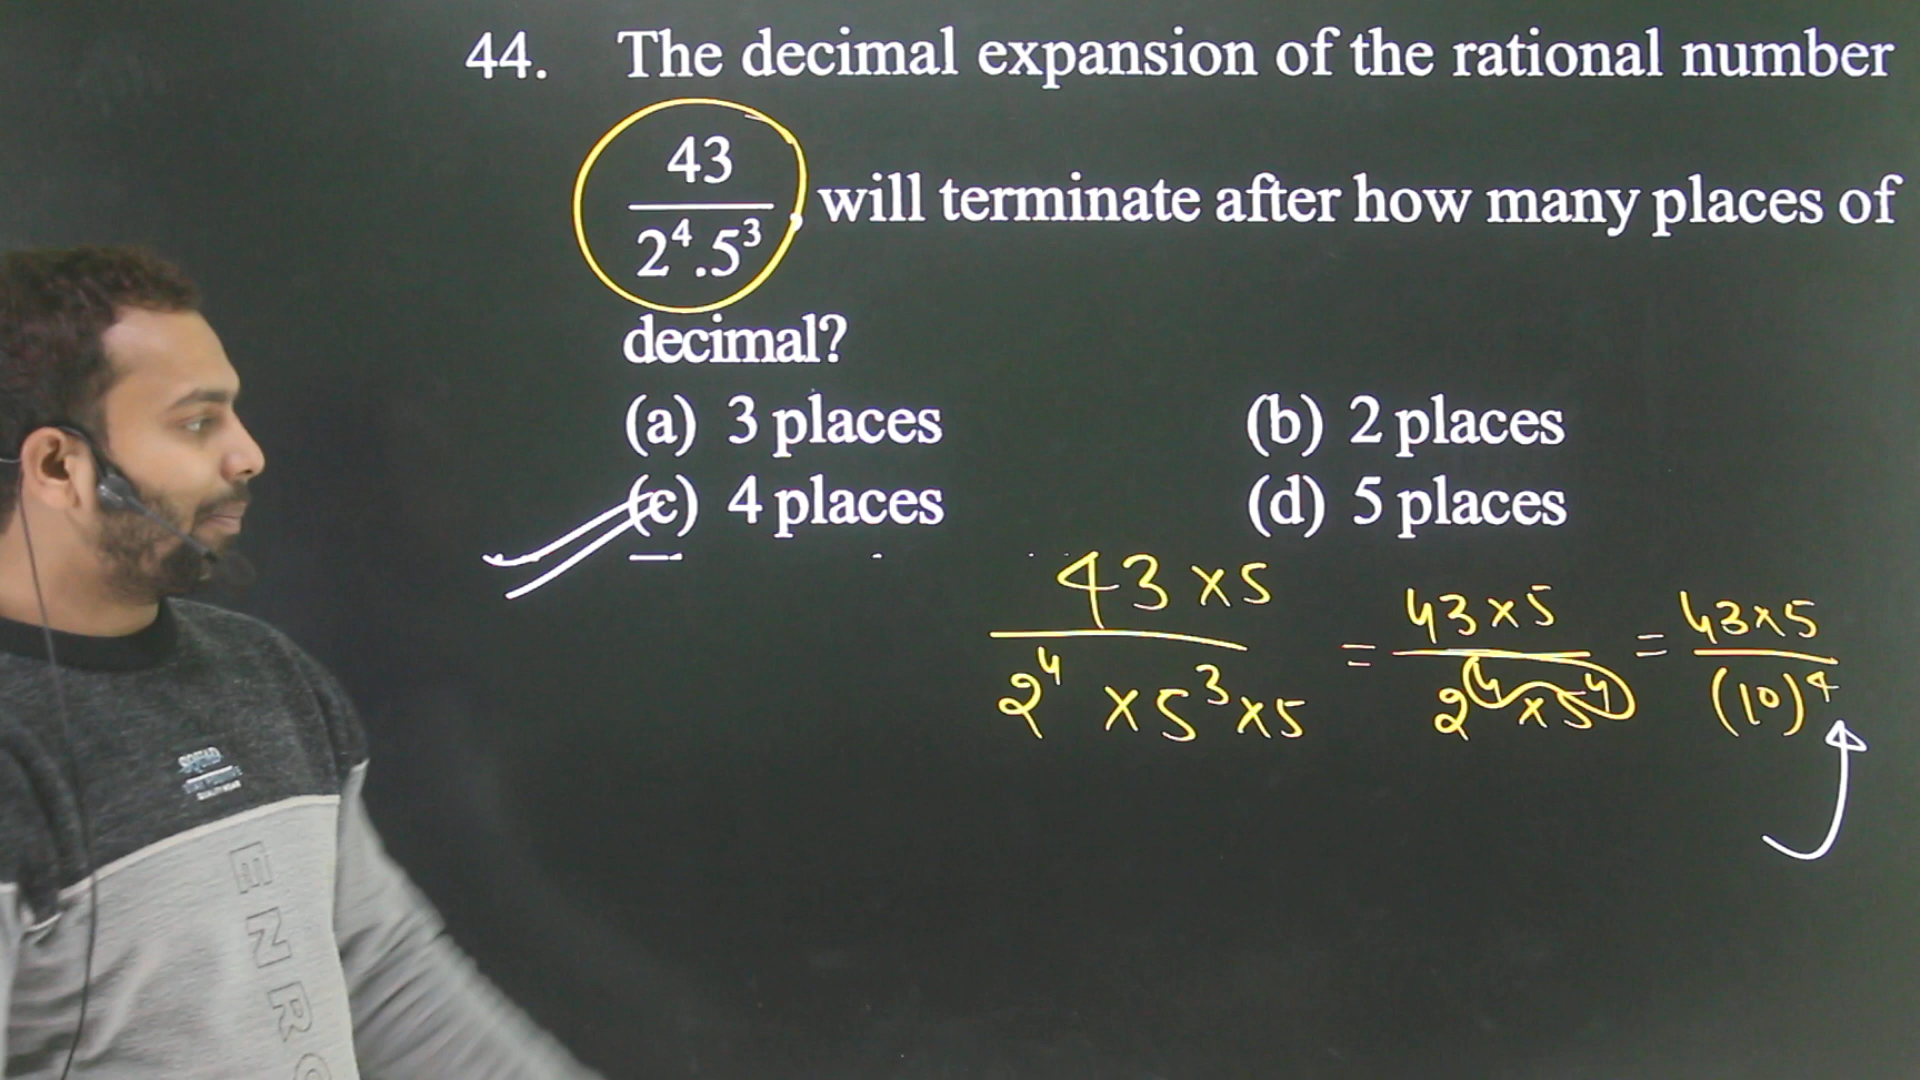 44. The decimal expansion of the rational number
43
2⁴.5³, will terminate after how many places of
decimal?
(a) 3 places (b) 2 places
(c) 4 places (d) 5 places
43 × 5 = 43 × 5 = 43 × 5
2⁴ × 5³ × 5 2⁴ × 5⁴ (10)⁴
SQUAD
E
N
R